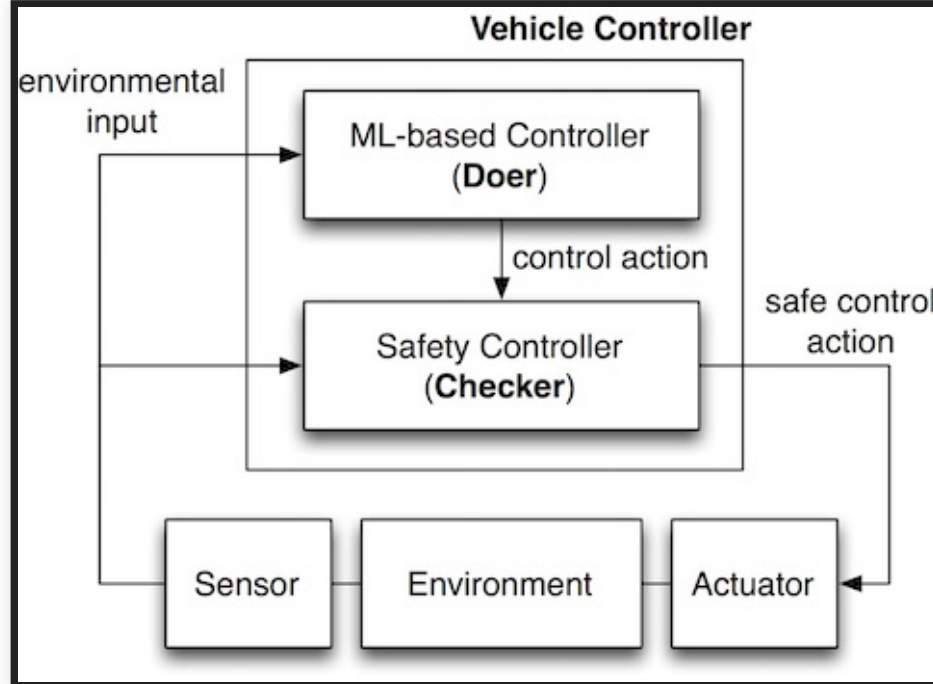 Vehicle Controller
environmental
input
ML-based Controller
(Doer)
control action
safe control
action
Safety Controller
(Checker)
Sensor
Environment
Actuator